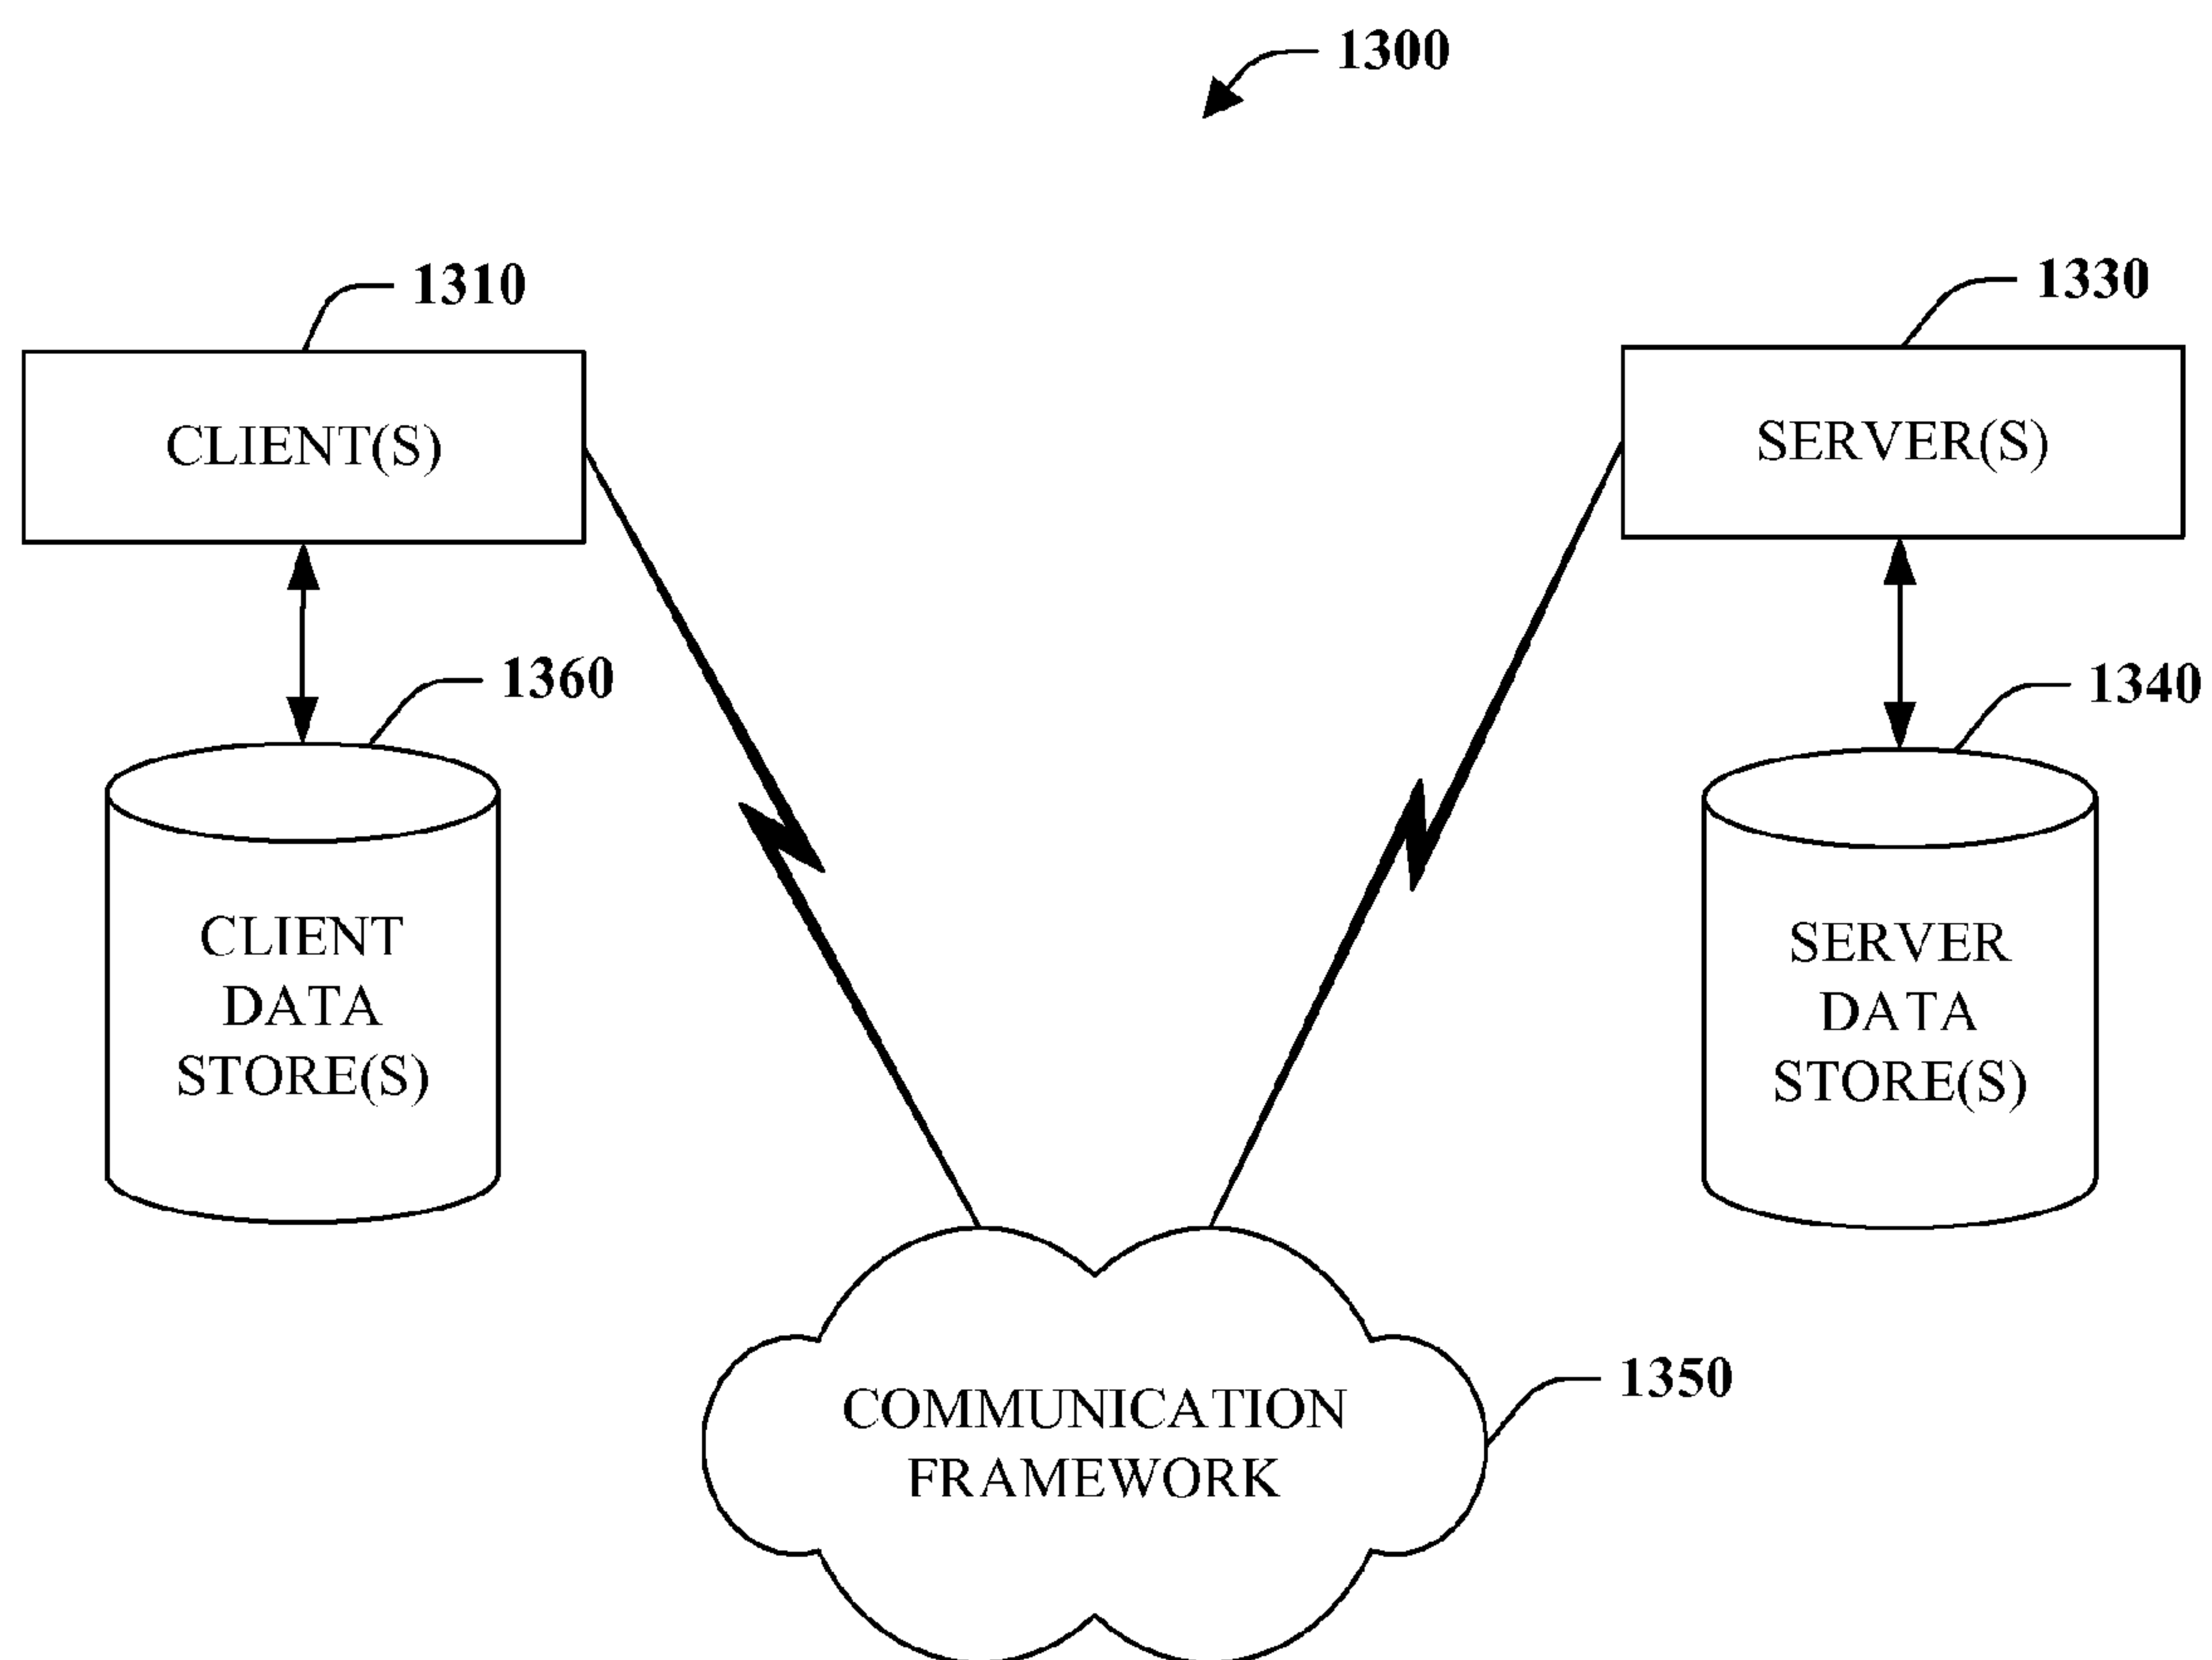 1300
1310
1330
CLIENT(S)
SERVER(S)
1360
1340
CLIENT
DATA
STORE(S)
SERVER
DATA
STORE(S)
1350
COMMUNICATION
FRAMEWORK